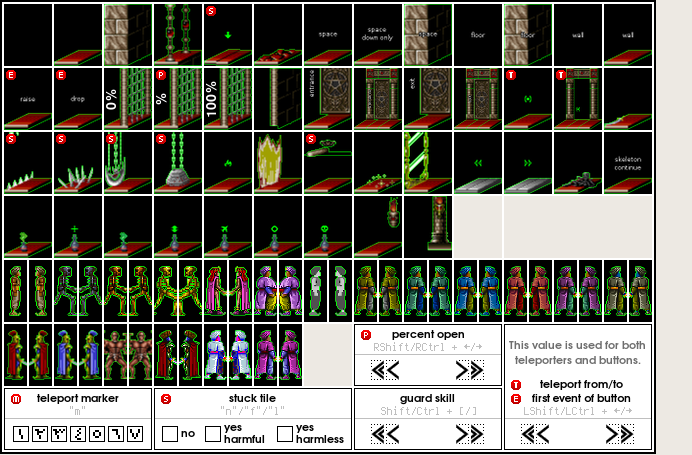 S
space
space
down only
space
floor
floor
wall
wall
E
raise
E
drop
0%
P
%
100%
entrance
exit
T
T
S
S
S
S
S
skeleton
continue
P percent open
RShift/RCtrl + ←/→
This value is used for both
teleporters and buttons.
T teleport from/to
E first event of button
LShift/LCtrl + ←/→
M teleport marker
"m"
S stuck tile
"n"/"f"/"l"
no
yes
harmful
yes
harmless
guard skill
Shift/Ctrl + [/]